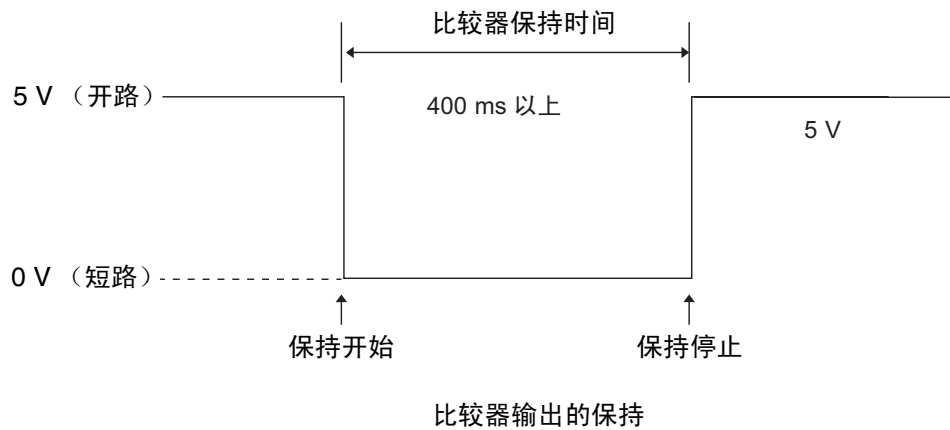 比较器保持时间
5 V （开路）
400 ms 以上
5 V
0 V （短路）
保持开始
保持停止
比较器输出的保持